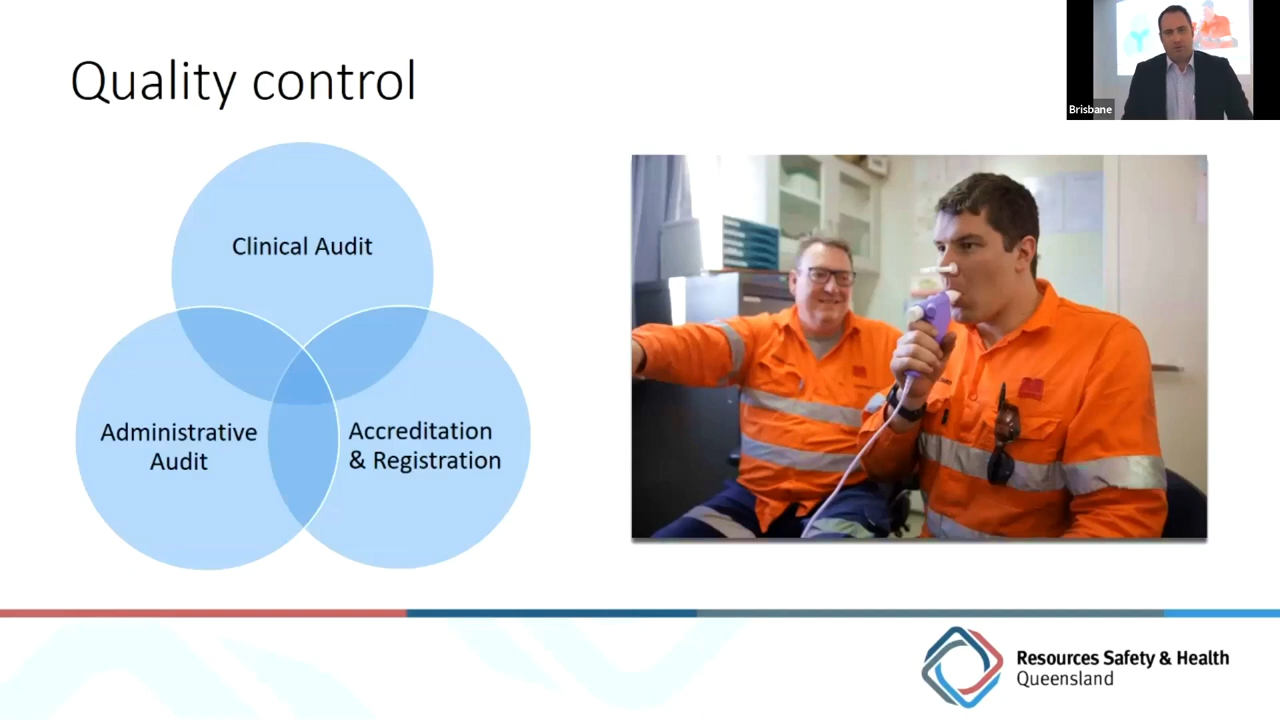 Quality control
Brisbane
Clinical Audit
Administrative
Audit
Accreditation
& Registration
Resources Safety & Health
Queensland